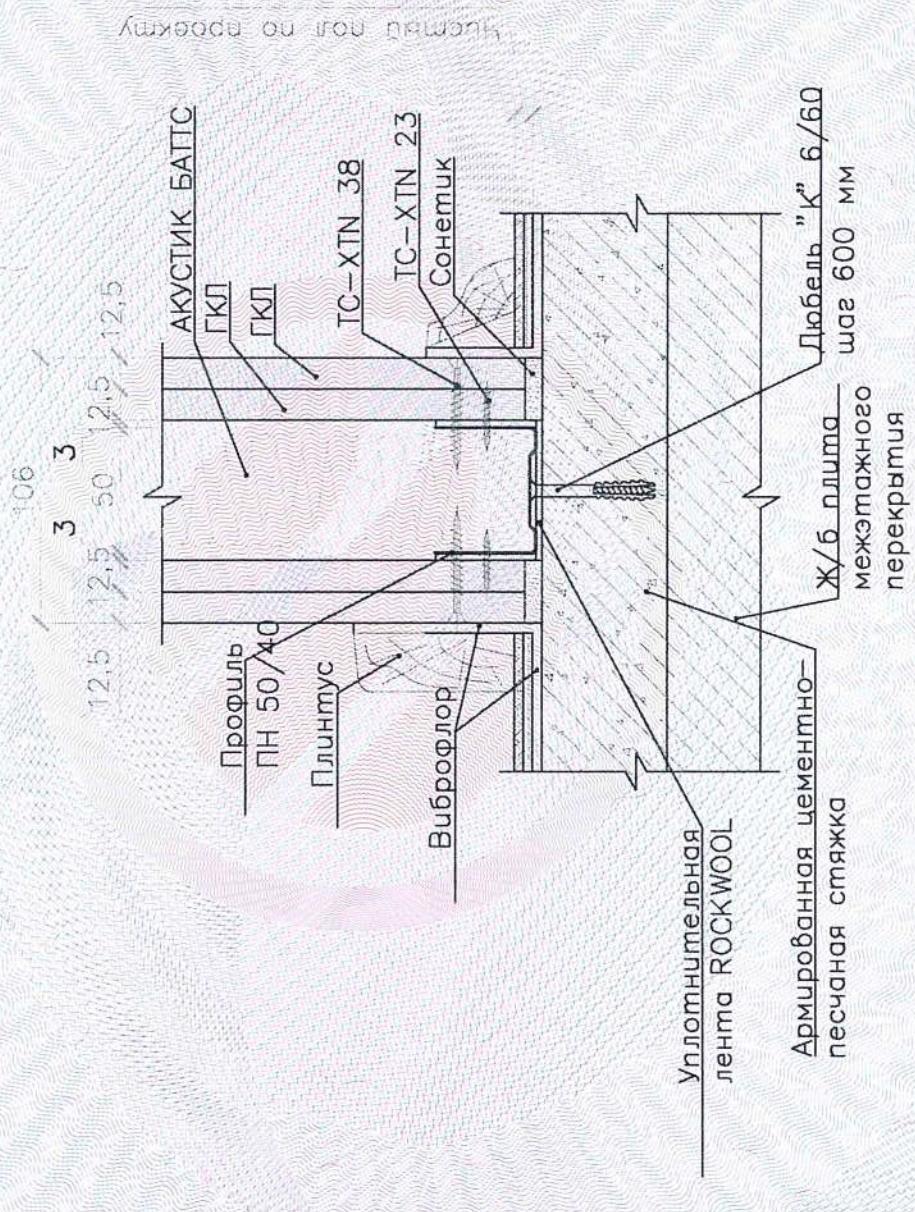 Чистый пол по проекту
106
3 3
12,5 12,5 50 12,5 12,5
АКУСТИК БАТТС
ГКЛ
ГКЛ
ТС-XTN 38
ТС-XTN 23
Сонетик
Профиль
ПН 50/40
Плинтус
Виброфлор
Уплотнительная
лента ROCKWOOL
Армированная цементно-
песчаная стяжка
Ж/б плита
межэтажного
перекрытия
Дюбель "К" 6/60
шаг 600 мм